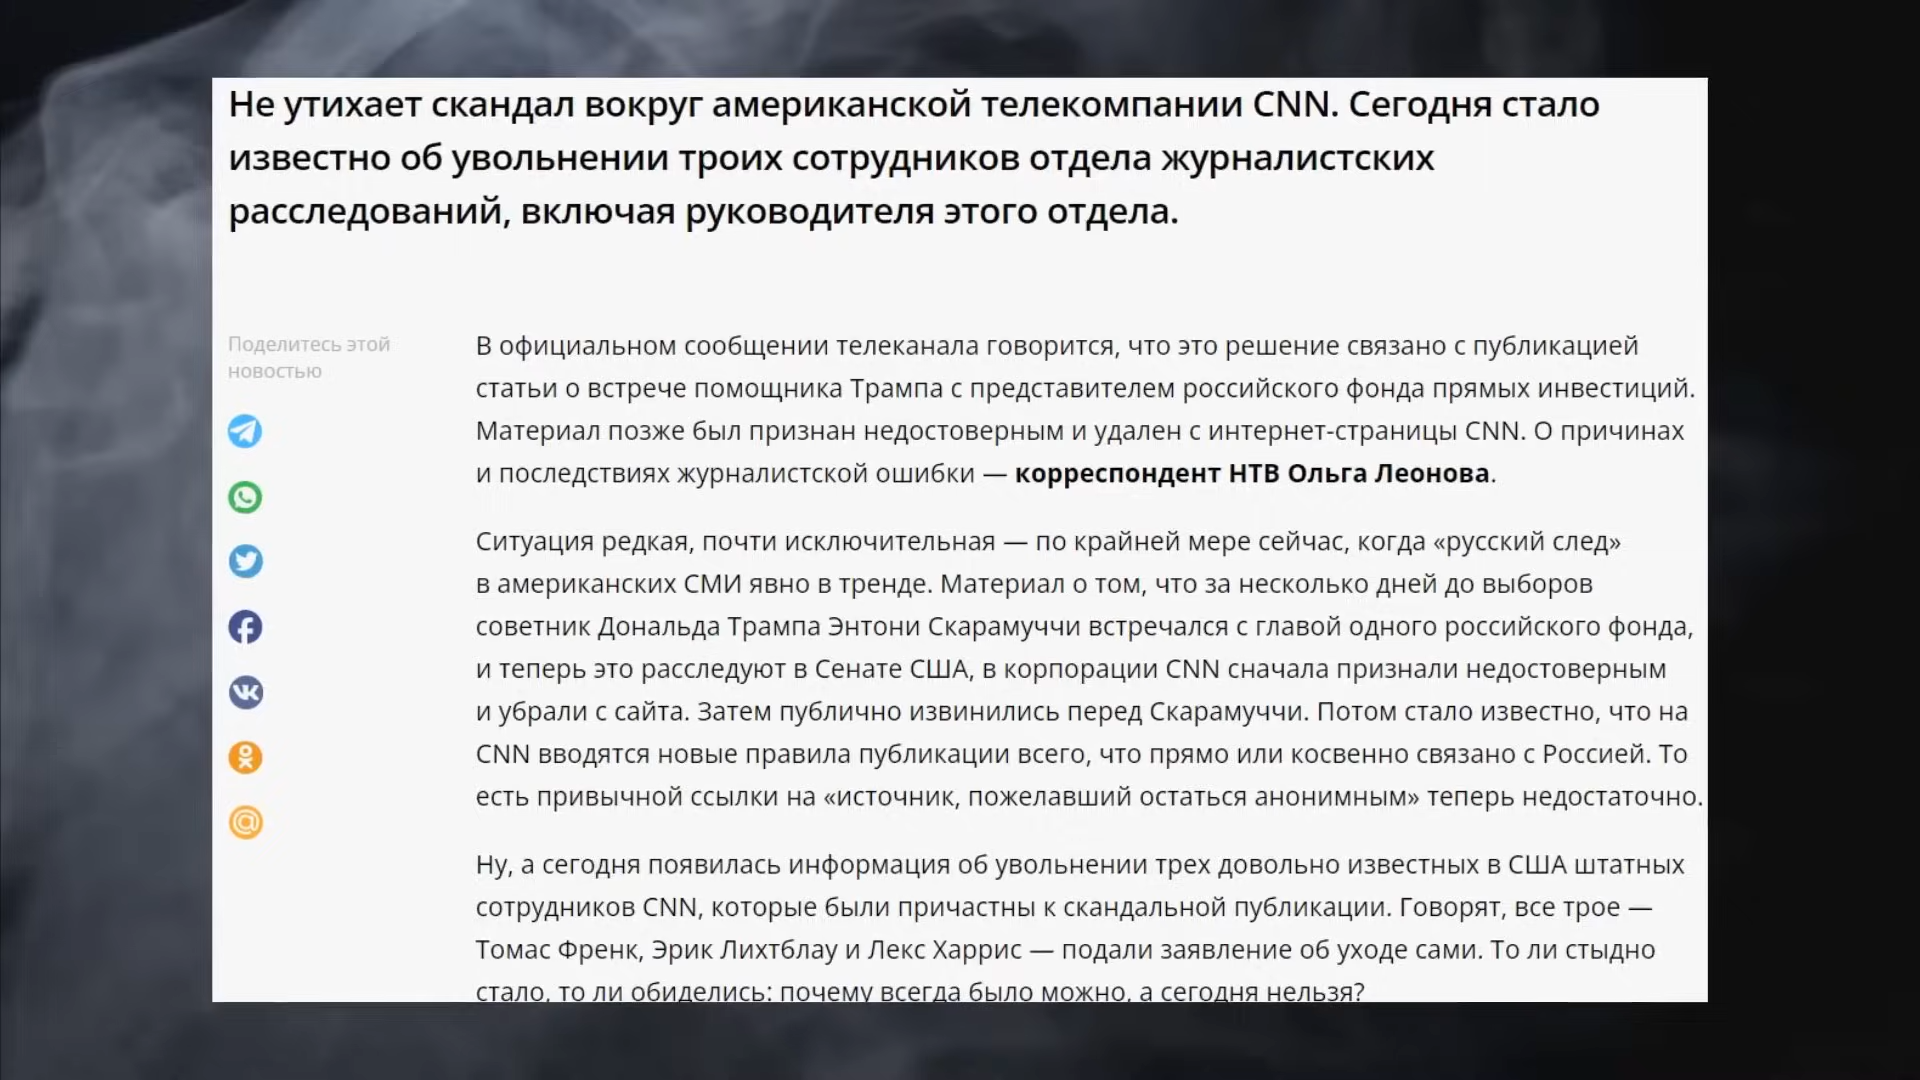 Не утихает скандал вокруг американской телекомпании CNN. Сегодня стало
известно об увольнении троих сотрудников отдела журналистских
расследований, включая руководителя этого отдела.
Поделитесь этой
новостью
В официальном сообщении телеканала говорится, что это решение связано с публикацией
статьи о встрече помощника Трампа с представителем российского фонда прямых инвестиций.
Материал позже был признан недостоверным и удален с интернет-страницы CNN. О причинах
и последствиях журналистской ошибки — корреспондент НТВ Ольга Леонова.
Ситуация редкая, почти исключительная — по крайней мере сейчас, когда «русский след»
в американских СМИ явно в тренде. Материал о том, что за несколько дней до выборов
советник Дональда Трампа Энтони Скарамуччи встречался с главой одного российского фонда,
и теперь это расследуют в Сенате США, в корпорации CNN сначала признали недостоверным
и убрали с сайта. Затем публично извинились перед Скарамуччи. Потом стало известно, что на
CNN вводятся новые правила публикации всего, что прямо или косвенно связано с Россией. То
есть привычной ссылки на «источник, пожелавший остаться анонимным» теперь недостаточно.
Ну, а сегодня появилась информация об увольнении трех довольно известных в США штатных
сотрудников CNN, которые были причастны к скандальной публикации. Говорят, все трое —
Томас Френк, Эрик Лихтблау и Лекс Харрис — подали заявление об уходе сами. То ли стыдно
стало, то ли обиделись: почему всегда было можно, а сегодня нельзя?